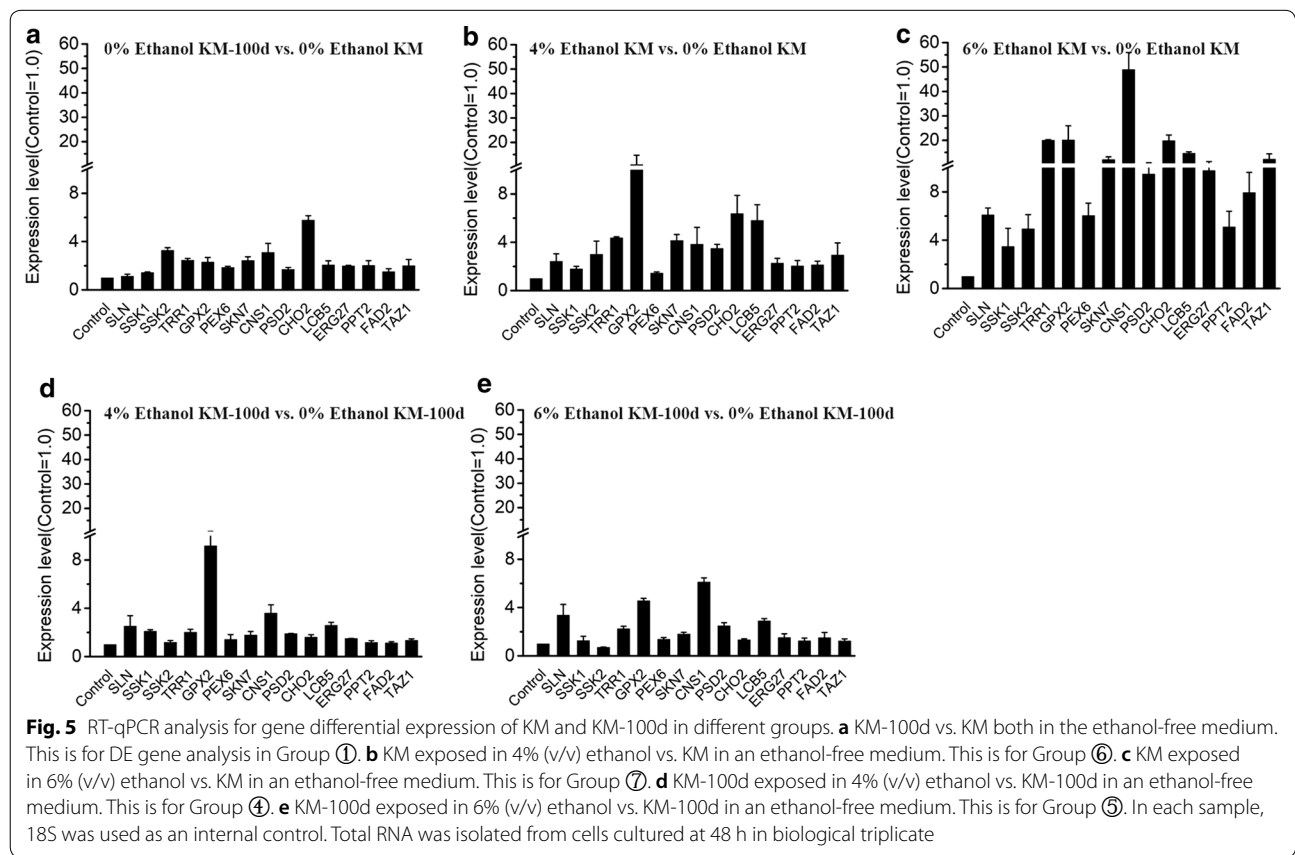 a
0% Ethanol KM-100d vs. 0% Ethanol KM
Expression level(Control=1.0)
60
50
40
30
20
8
4
0
Control
SLN
SSK1
SSK2
TRR1
GPX2
PEX6
SKN7
CNS1
PSD2
CHO2
LCB5
ERG27
PPT2
FAD2
TAZ1
b
4% Ethanol KM vs. 0% Ethanol KM
Expression level(Control=1.0)
60
50
40
30
20
8
4
0
Control
SLN
SSK1
SSK2
TRR1
GPX2
PEX6
SKN7
CNS1
PSD2
CHO2
LCB5
ERG27
PPT2
FAD2
TAZ1
c
6% Ethanol KM vs. 0% Ethanol KM
Expression level(Control=1.0)
60
50
40
30
20
8
4
0
Control
SLN
SSK1
SSK2
TRR1
GPX2
PEX6
SKN7
CNS1
PSD2
CHO2
LCB5
ERG27
PPT2
FAD2
TAZ1
d
4% Ethanol KM-100d vs. 0% Ethanol KM-100d
Expression level(Control=1.0)
60
50
40
30
20
8
4
0
Control
SLN
SSK1
SSK2
TRR1
GPX2
PEX6
SKN7
CNS1
PSD2
CHO2
LCB5
ERG27
PPT2
FAD2
TAZ1
e
6% Ethanol KM-100d vs. 0% Ethanol KM-100d
Expression level(Control=1.0)
60
50
40
30
20
8
4
0
Control
SLN
SSK1
SSK2
TRR1
GPX2
PEX6
SKN7
CNS1
PSD2
CHO2
LCB5
ERG27
PPT2
FAD2
TAZ1
Fig. 5 RT-qPCR analysis for gene differential expression of KM and KM-100d in different groups. a KM-100d vs. KM both in the ethanol-free medium.
This is for DE gene analysis in Group ①. b KM exposed in 4% (v/v) ethanol vs. KM in an ethanol-free medium. This is for Group ⑥. c KM exposed
in 6% (v/v) ethanol vs. KM in an ethanol-free medium. This is for Group ⑦. d KM-100d exposed in 4% (v/v) ethanol vs. KM-100d in an ethanol-free
medium. This is for Group ④. e KM-100d exposed in 6% (v/v) ethanol vs. KM-100d in an ethanol-free medium. This is for Group ⑤. In each sample,
18S was used as an internal control. Total RNA was isolated from cells cultured at 48 h in biological triplicate